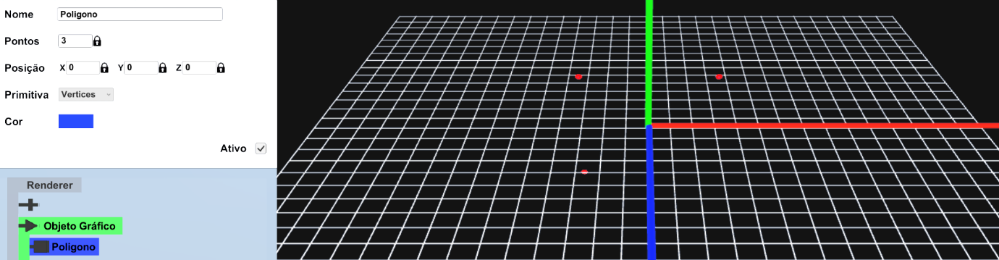 Nome Poligono
Pontos 3
Posição X 0 Y 0 Z 0
Primitiva Vertices
Cor
Ativo
Renderer
Objeto Gráfico
Poligono